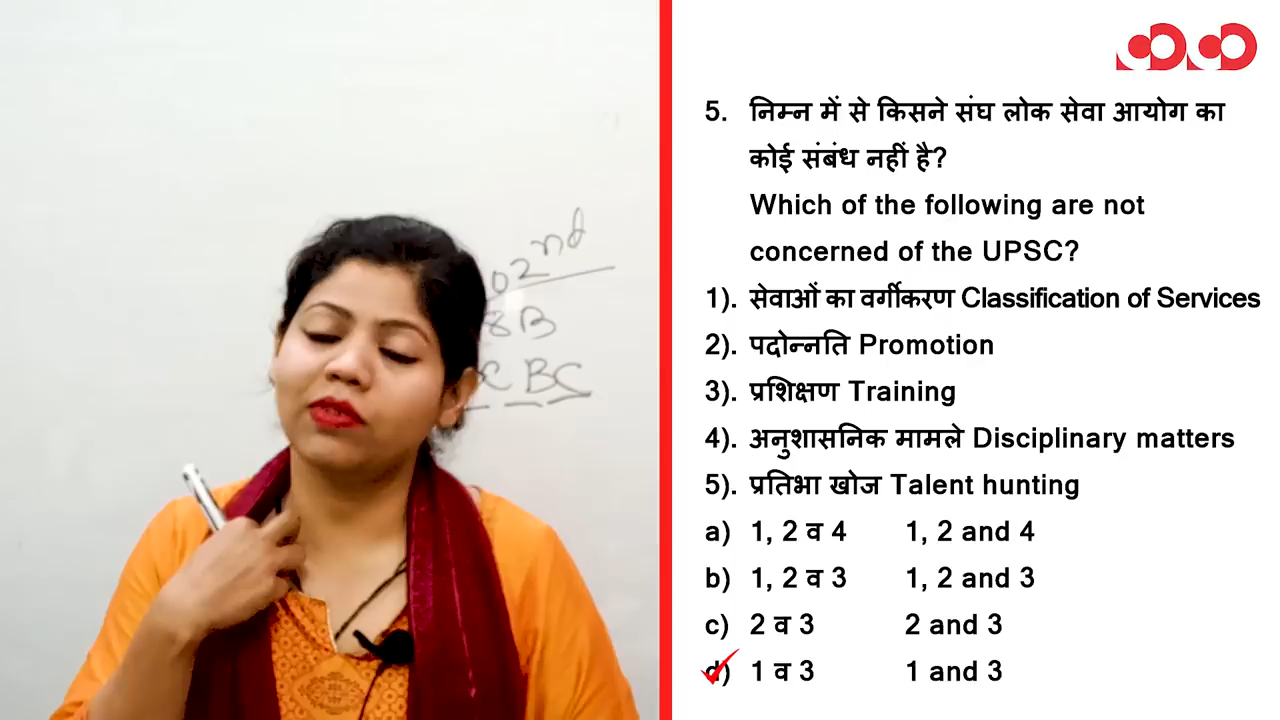 02nd
8B
C BC
5. निम्न में से किसने संघ लोक सेवा आयोग का
कोई संबंध नहीं है?
Which of the following are not
concerned of the UPSC?
1). सेवाओं का वर्गीकरण Classification of Services
2). पदोन्नति Promotion
3). प्रशिक्षण Training
4). अनुशासनिक मामले Disciplinary matters
5). प्रतिभा खोज Talent hunting
a) 1, 2 व 4 1, 2 and 4
b) 1, 2 व 3 1, 2 and 3
c) 2 व 3 2 and 3
d) 1 व 3 1 and 3